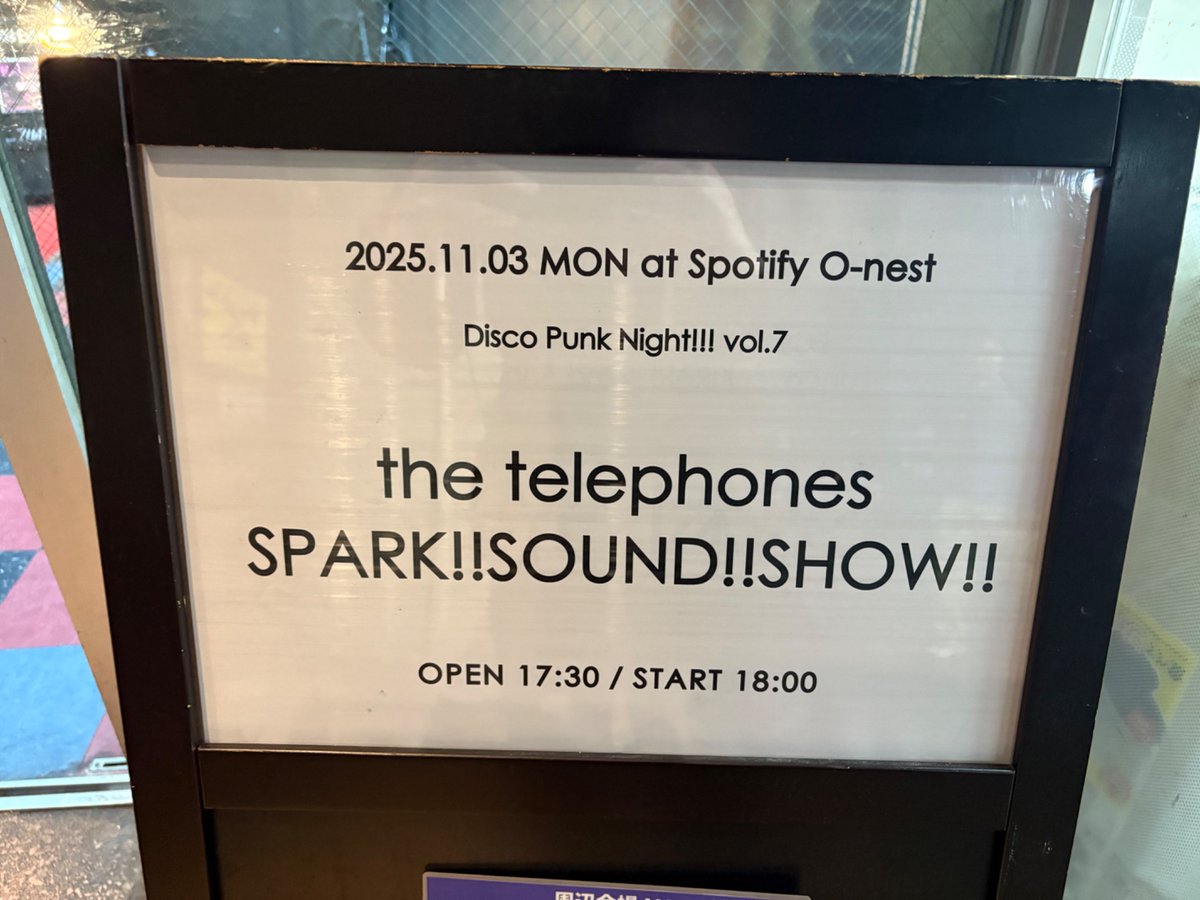 2025.11.03 MON at Spotify O-nest
Disco Punk Night!!! vol.7
the telephones
SPARK!!SOUND!!SHOW!!
OPEN 17:30 / START 18:00